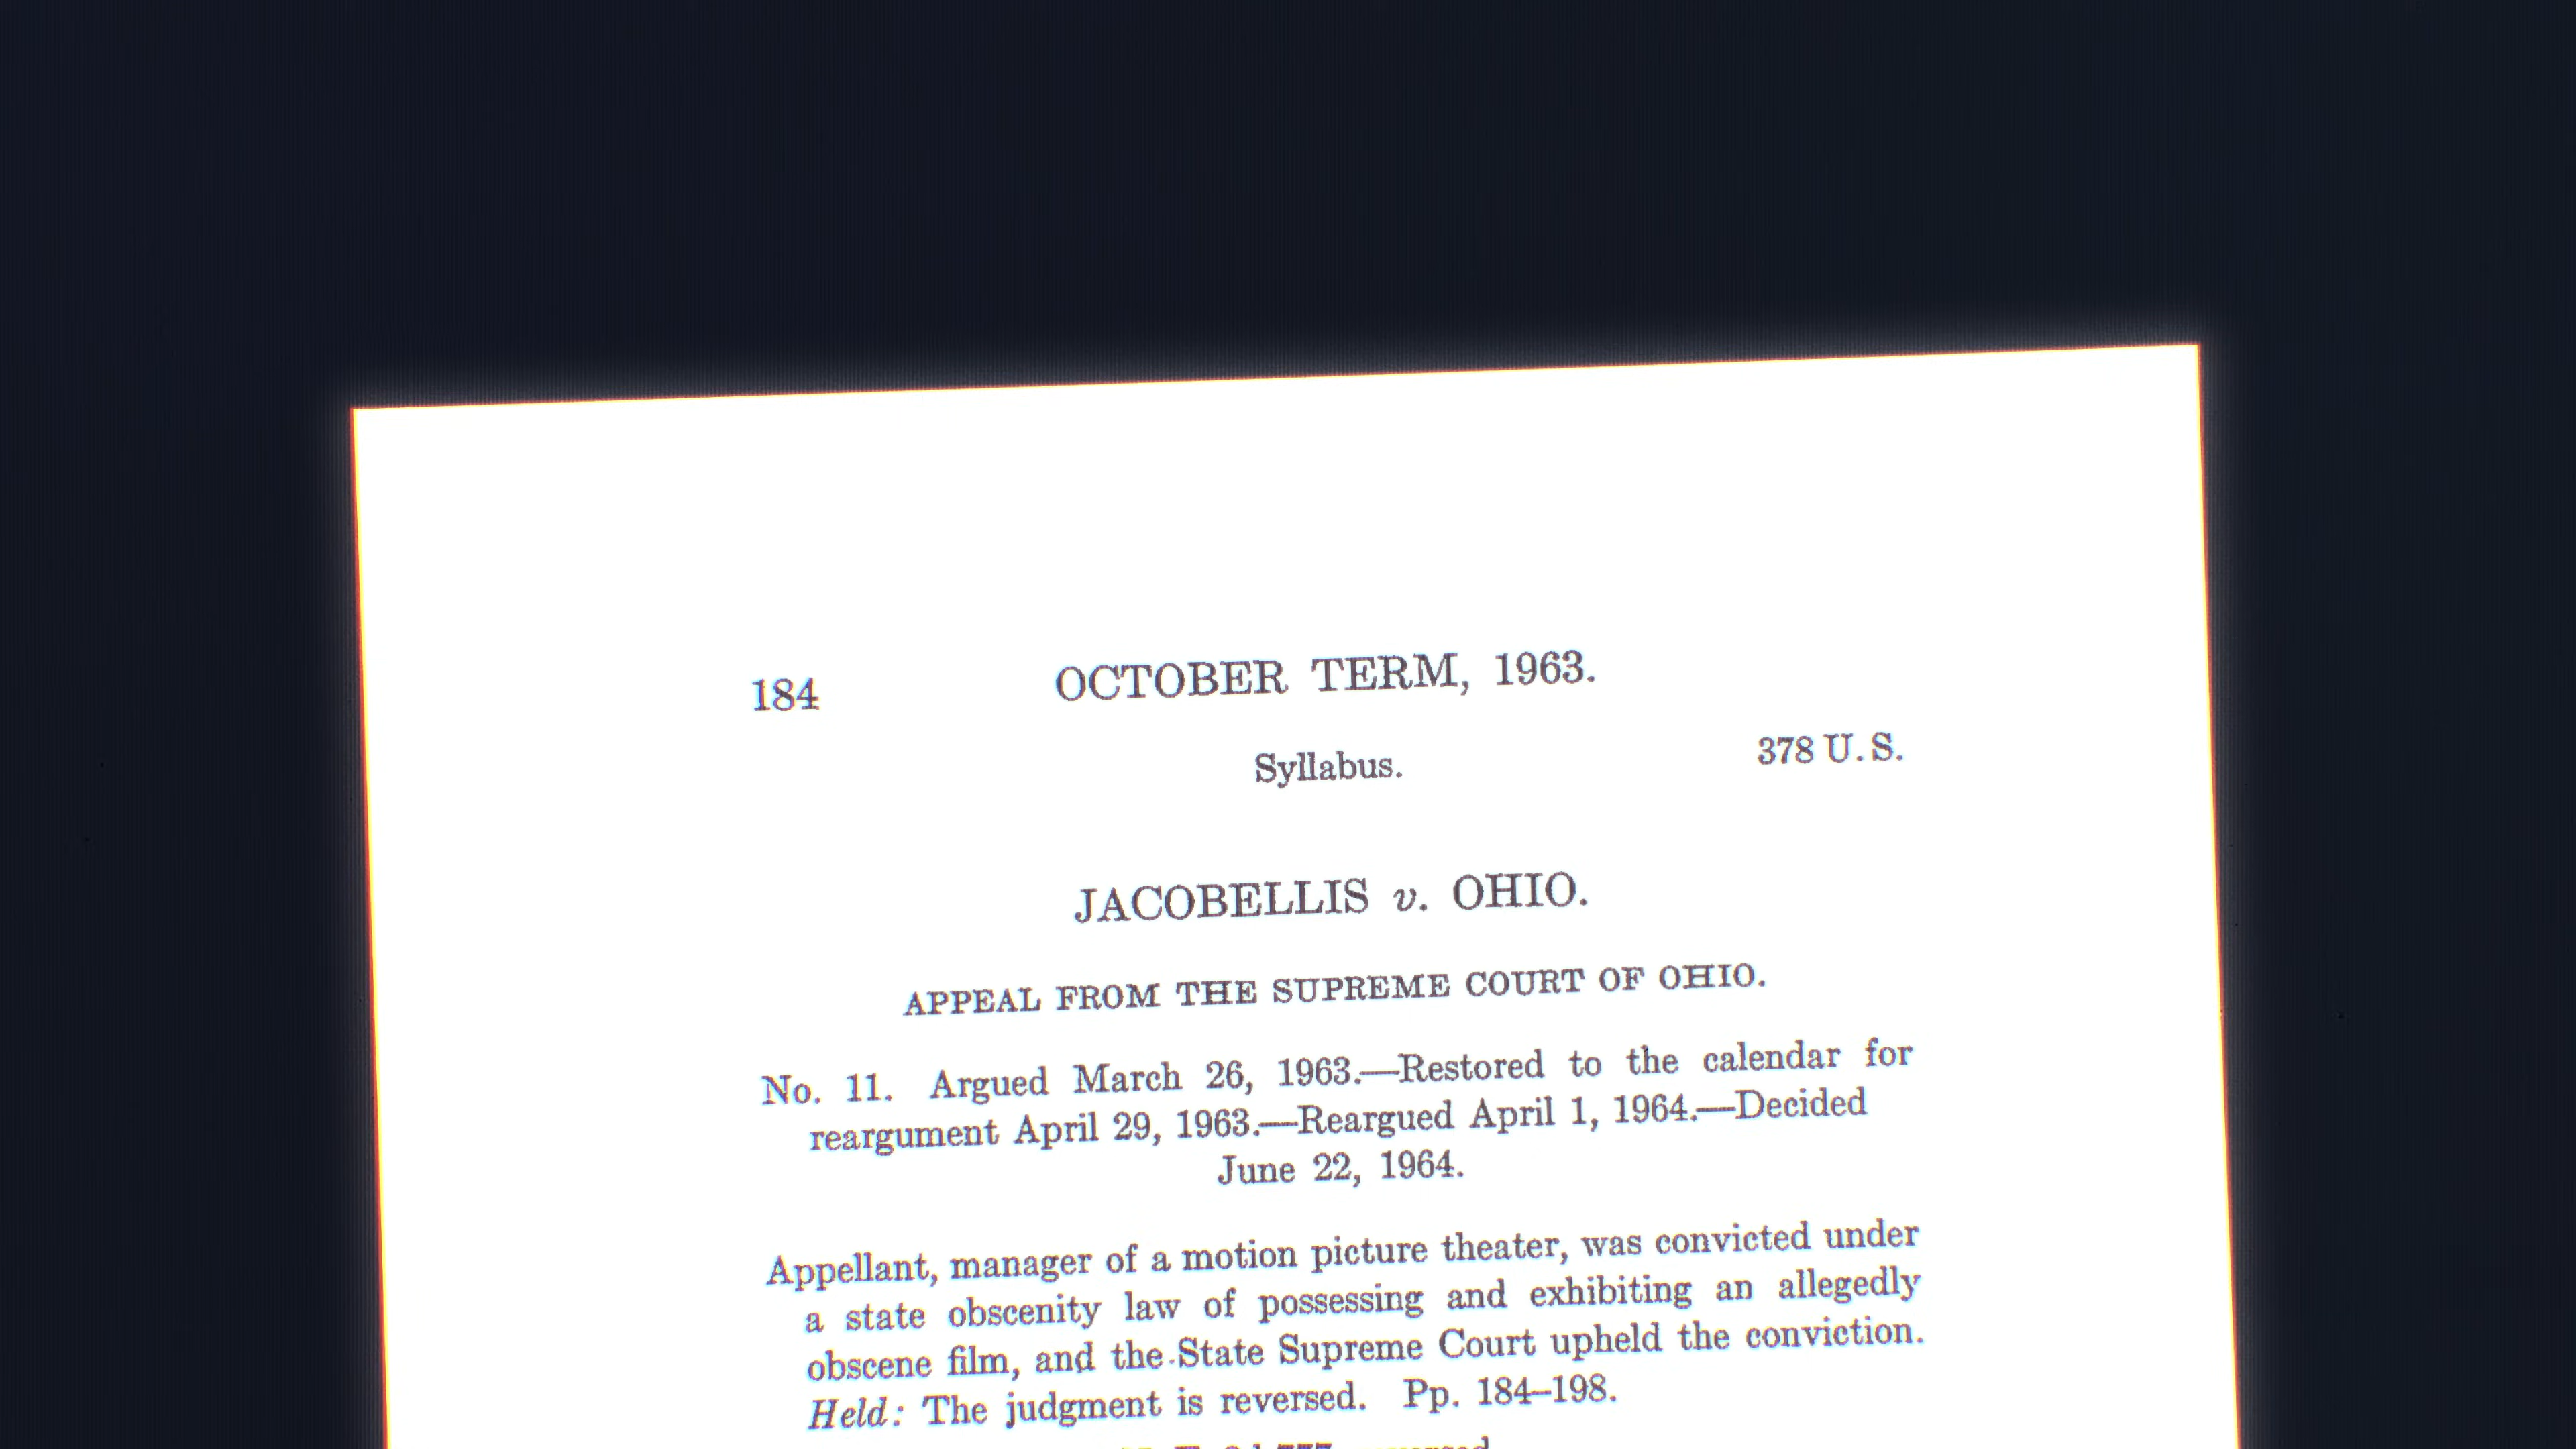 184 OCTOBER TERM, 1963.
Syllabus. 378 U.S.
JACOBELLIS v. OHIO.
APPEAL FROM THE SUPREME COURT OF OHIO.
No. 11. Argued March 26, 1963.—Restored to the calendar for
reargument April 29, 1963.—Reargued April 1, 1964.—Decided
June 22, 1964.
Appellant, manager of a motion picture theater, was convicted under
a state obscenity law of possessing and exhibiting an allegedly
obscene film, and the State Supreme Court upheld the conviction.
Held: The judgment is reversed. Pp. 184–198.